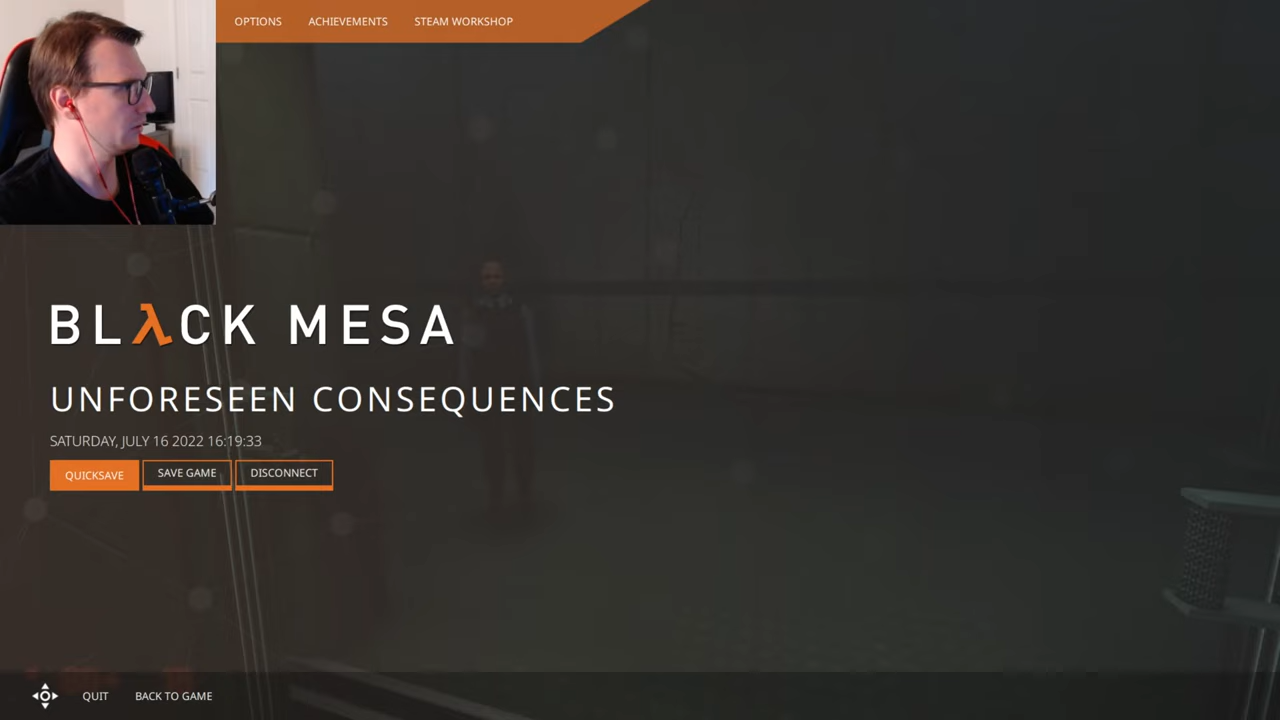 OPTIONS ACHIEVEMENTS STEAM WORKSHOP
BLλCK MESA
UNFORESEEN CONSEQUENCES
SATURDAY, JULY 16 2022 16:19:33
QUICKSAVE SAVE GAME DISCONNECT
QUIT BACK TO GAME